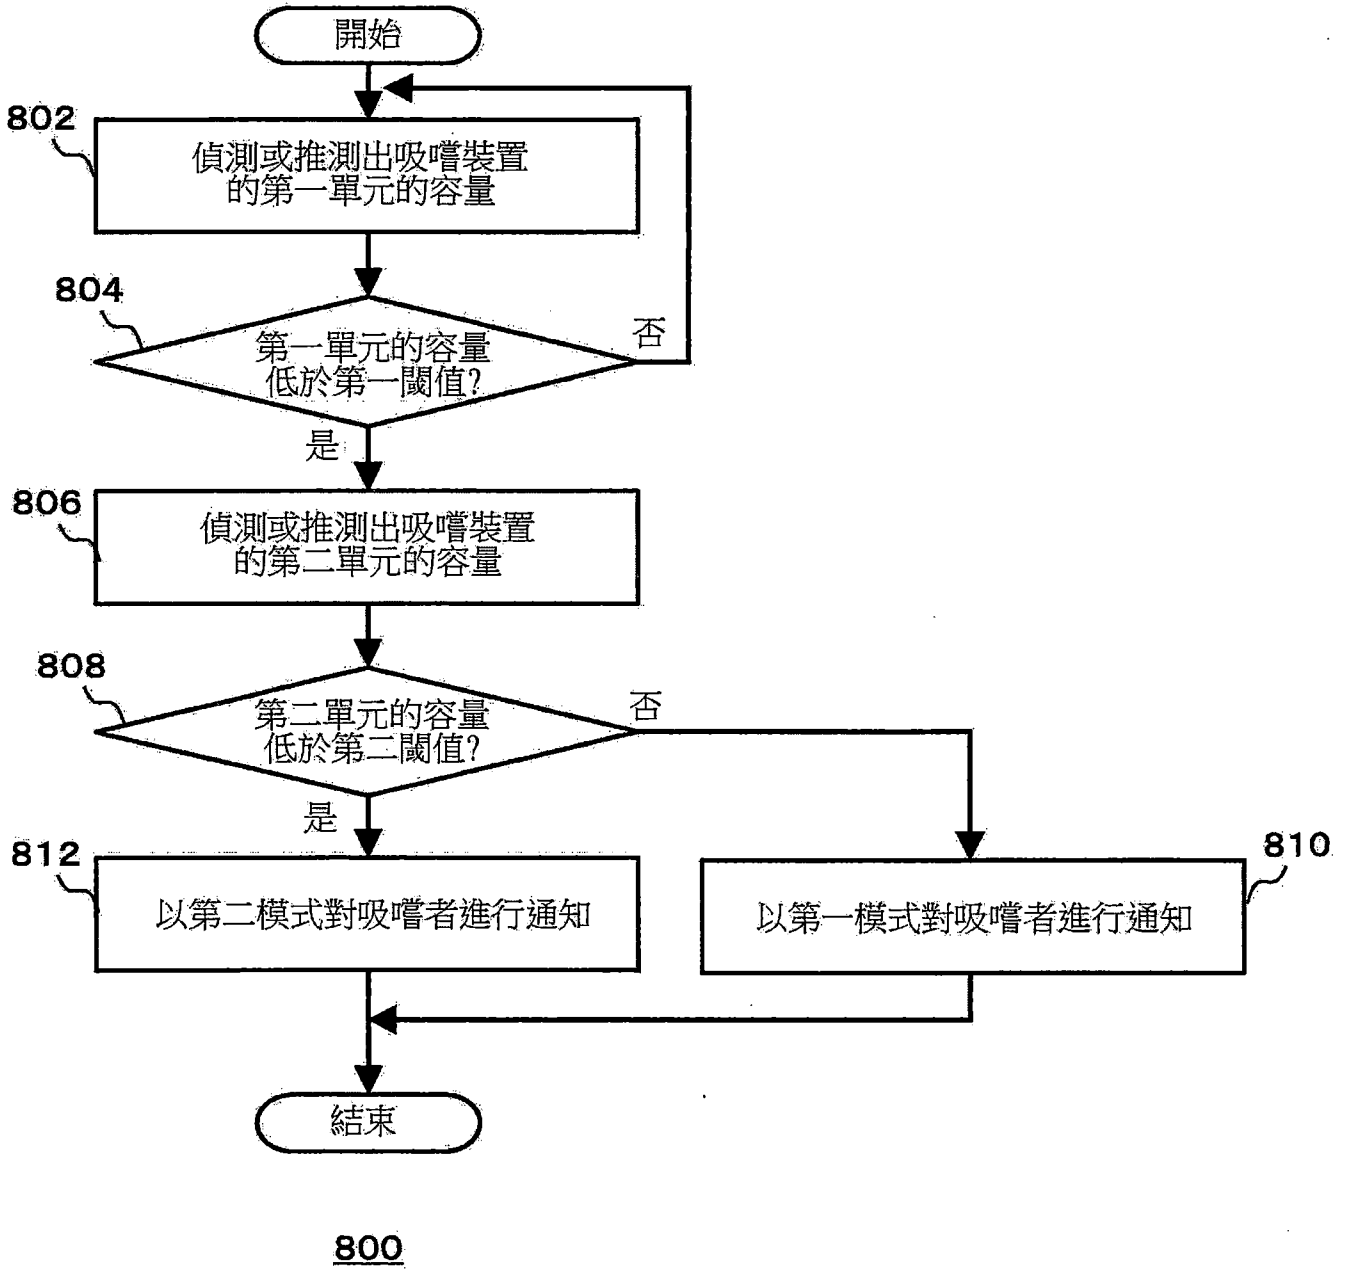 開始
802
偵測或推測出吸嚐裝置
的第一單元的容量
804
第一單元的容量
低於第一閾值?
否
是
806
偵測或推測出吸嚐裝置
的第二單元的容量
808
第二單元的容量
低於第二閾值?
否
是
812
以第二模式對吸嚐者進行通知
810
以第一模式對吸嚐者進行通知
結束
800